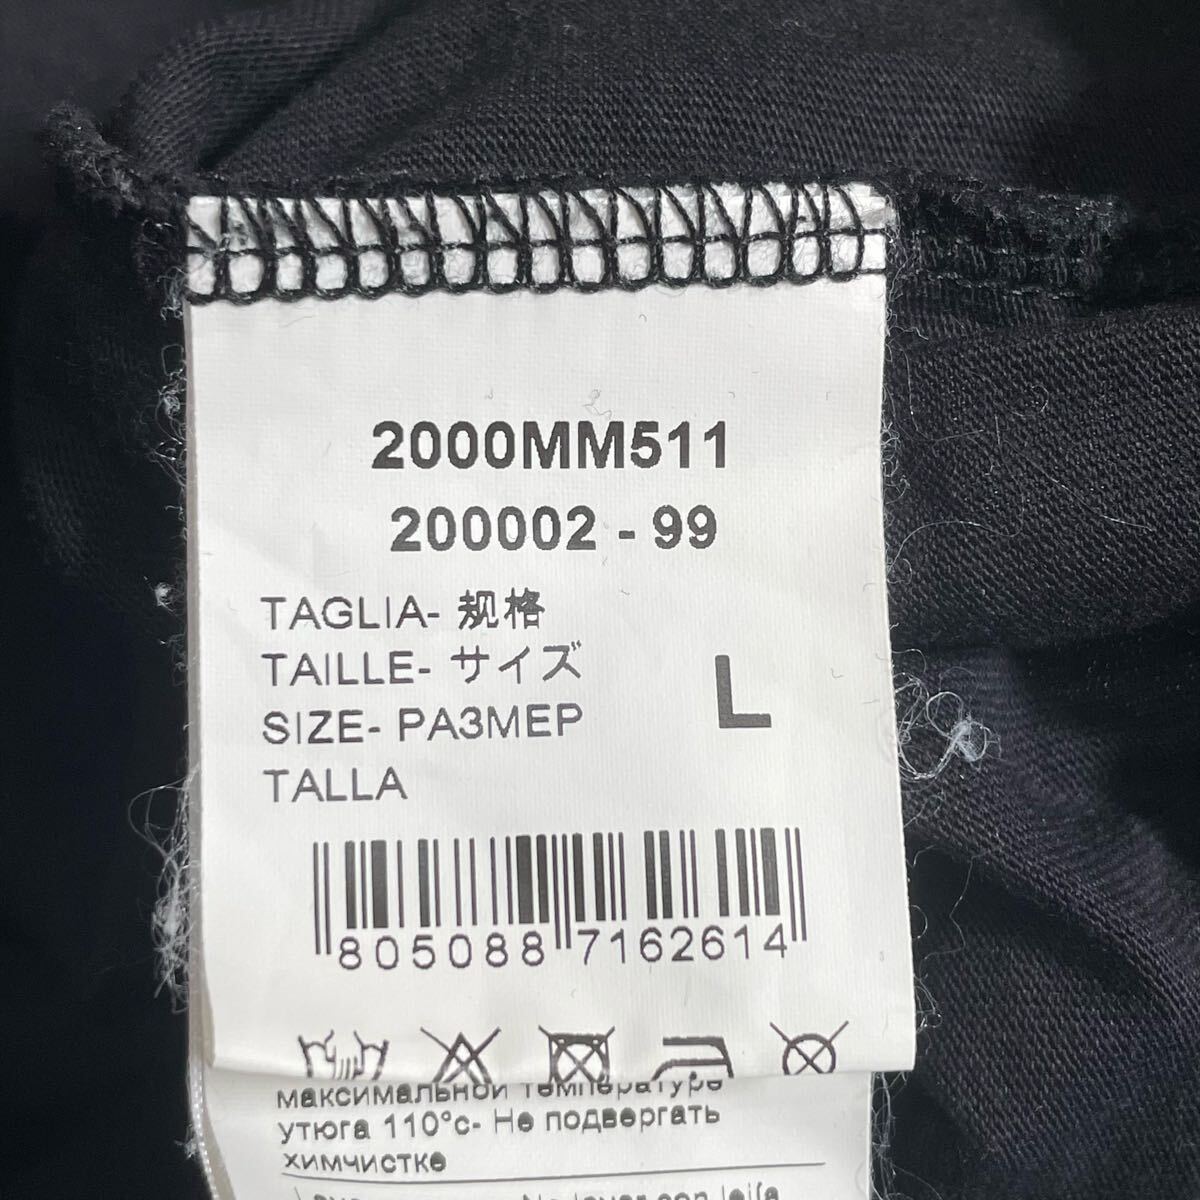 2000MM511
200002 - 99
TAGLIA- 规格
TAILLE- サイズ
SIZE- РАЗМЕР
TALLA
L
805088 7162614
максимальной температуре
утюга 110°с- Не подвергать
химчистке